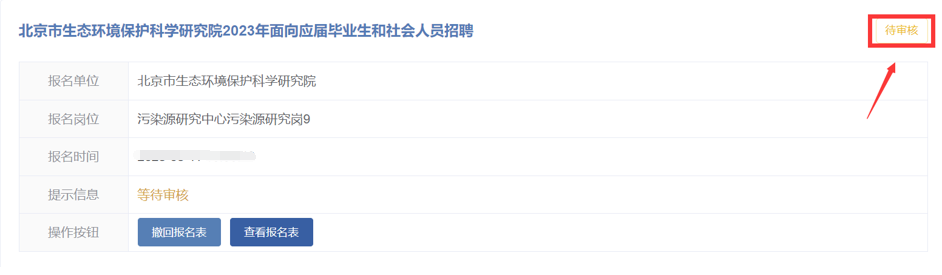 北京市生态环境保护科学研究院2023年面向应届毕业生和社会人员招聘 待审核
报名单位 北京市生态环境保护科学研究院
报名岗位 污染源研究中心污染源研究岗9
报名时间
提示信息 等待审核
操作按钮 撤回报名表 查看报名表